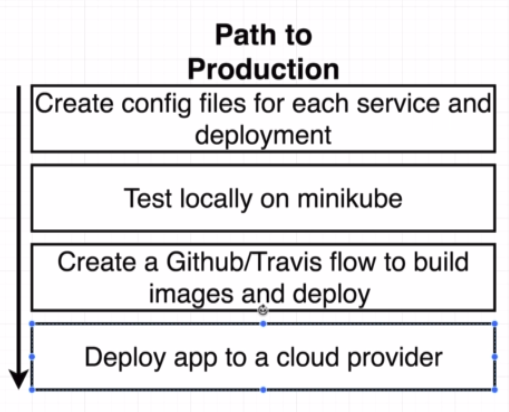 Path to
Production
Create config files for each service and
deployment
Test locally on minikube
Create a Github/Travis flow to build
images and deploy
Deploy app to a cloud provider